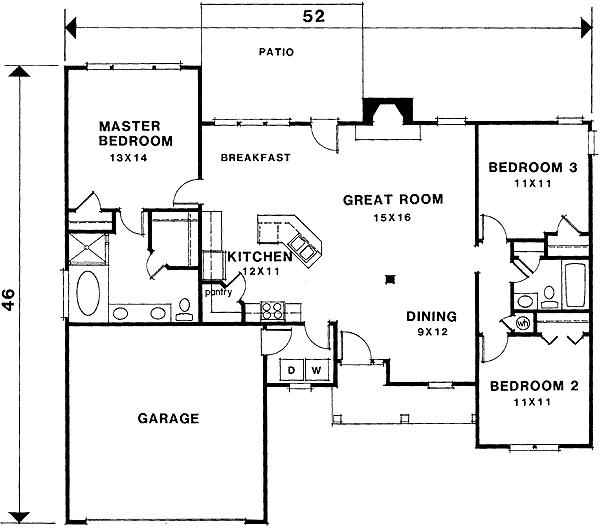 52
PATIO
MASTER
BEDROOM
13X14
BREAKFAST
BEDROOM 3
11X11
GREAT ROOM
15X16
KITCHEN
12X11
pantry
46
DINING
9X12
wh
D W
BEDROOM 2
11X11
GARAGE